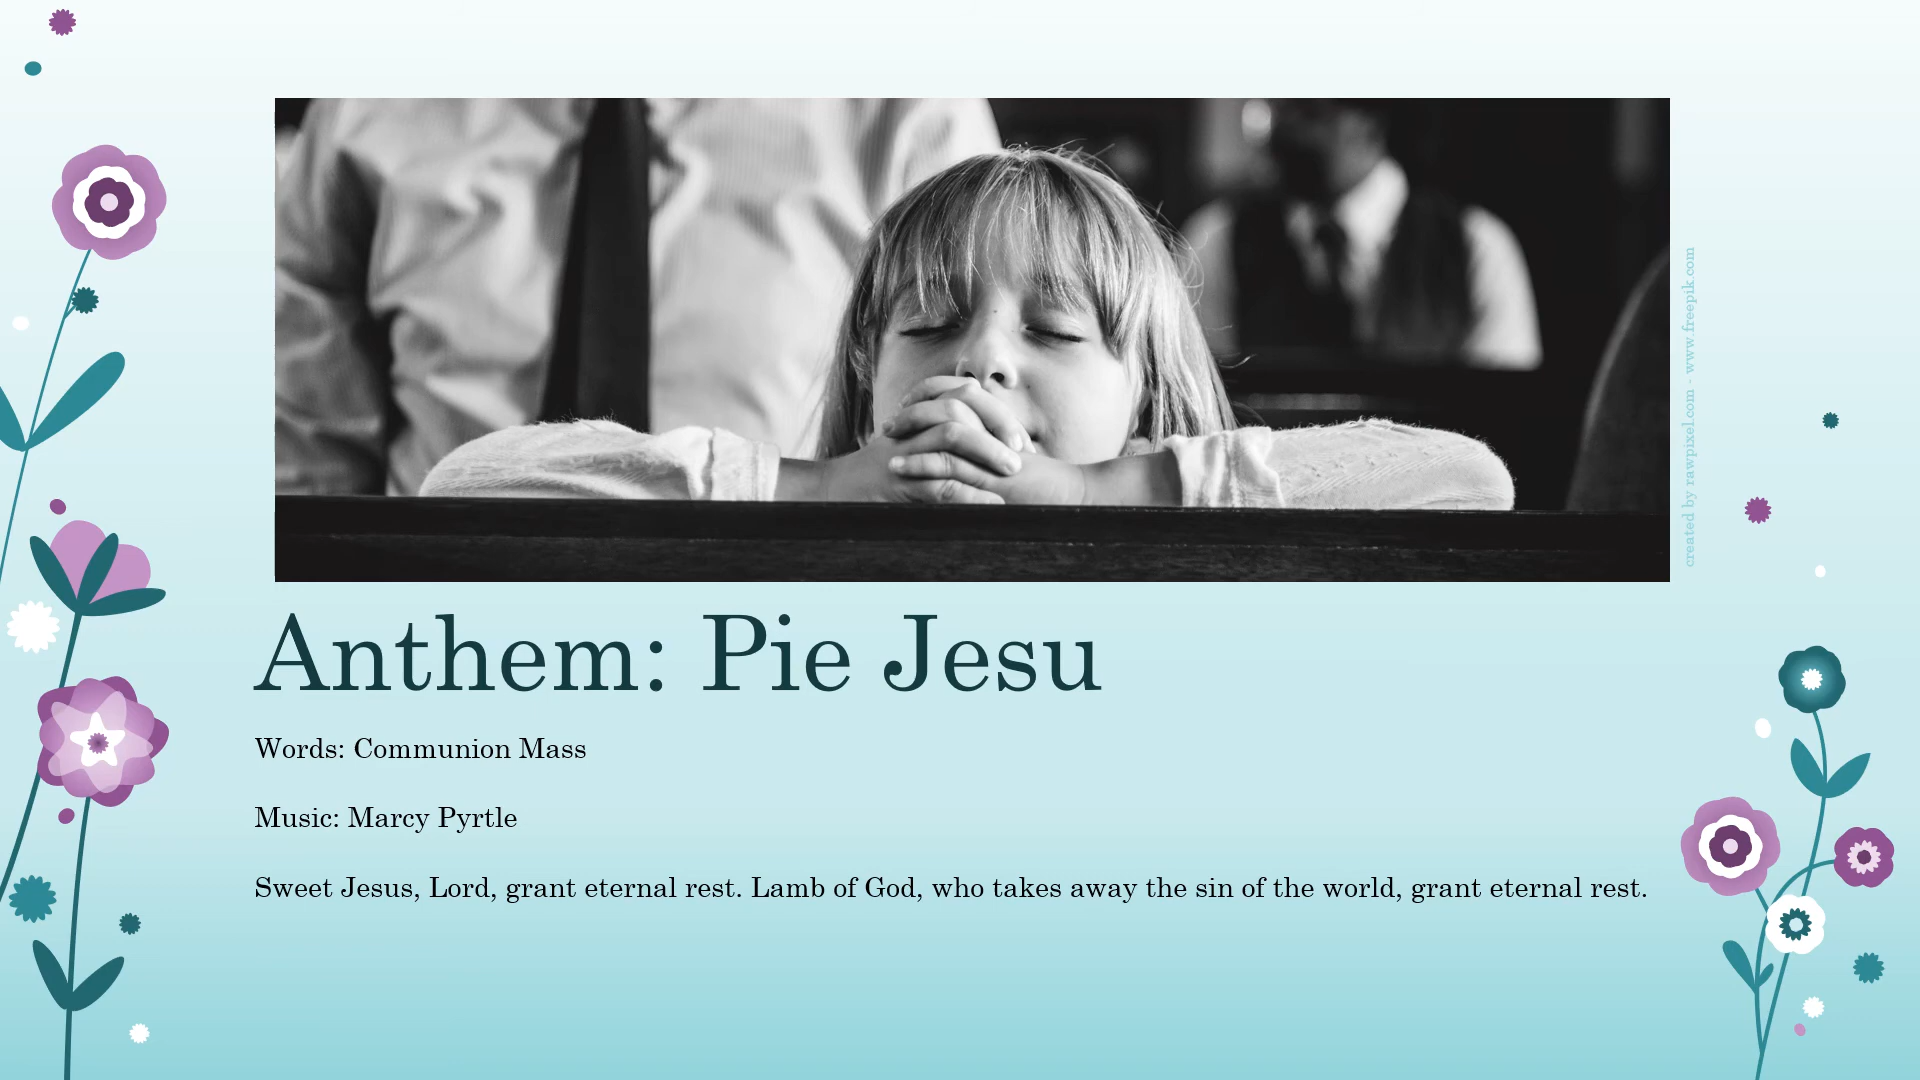 created by rawpixel.com - www.freepik.com
Anthem: Pie Jesu
Words: Communion Mass
Music: Marcy Pyrtle
Sweet Jesus, Lord, grant eternal rest. Lamb of God, who takes away the sin of the world, grant eternal rest.